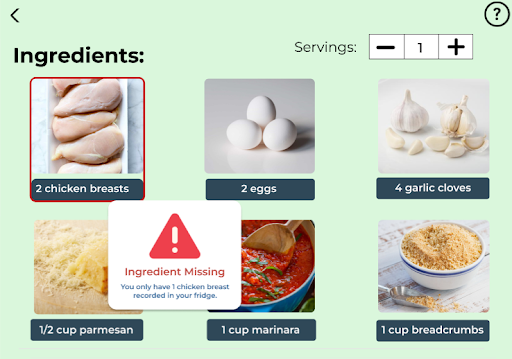 ?
Servings: 1
Ingredients:
2 chicken breasts
2 eggs
4 garlic cloves
Ingredient Missing
You only have 1 chicken breast
recorded in your fridge.
1/2 cup parmesan
1 cup marinara
1 cup breadcrumbs